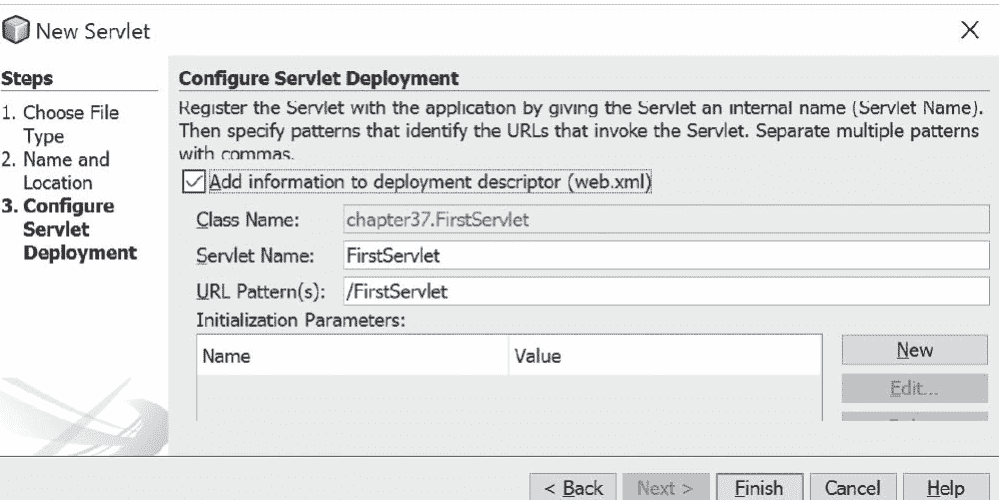 New Servlet
Steps
1. Choose File
Type
2. Name and
Location
3. Configure
Servlet
Deployment
Configure Servlet Deployment
Register the Servlet with the application by giving the Servlet an internal name (Servlet Name).
Then specify patterns that identify the URLs that invoke the Servlet. Separate multiple patterns
with commas.
Add information to deployment descriptor (web.xml)
Class Name: chapter37.FirstServlet
Servlet Name: FirstServlet
URL Pattern(s): /FirstServlet
Initialization Parameters:
Name Value
New
Edit...
< Back Next > Finish Cancel Help